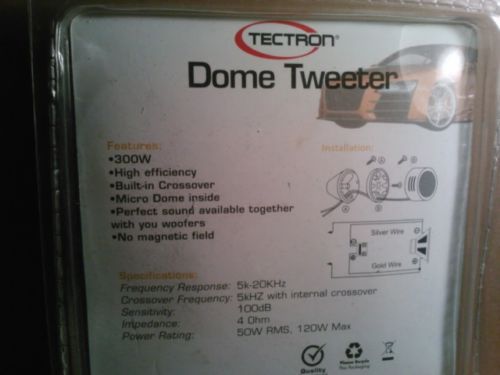 TECTRON®
Dome Tweeter
Features:
•300W
•High efficiency
•Built-in Crossover
•Micro Dome inside
•Perfect sound available together
with you woofers
•No magnetic field
Installation:
Silver Wire
Gold Wire
Specifications:
Frequency Response: 5k-20KHz
Crossover Frequency: 5kHZ with internal crossover
Sensitivity: 100dB
Impedance: 4 Ohm
Power Rating: 50W RMS, 120W Max
Quality
Please Recycle